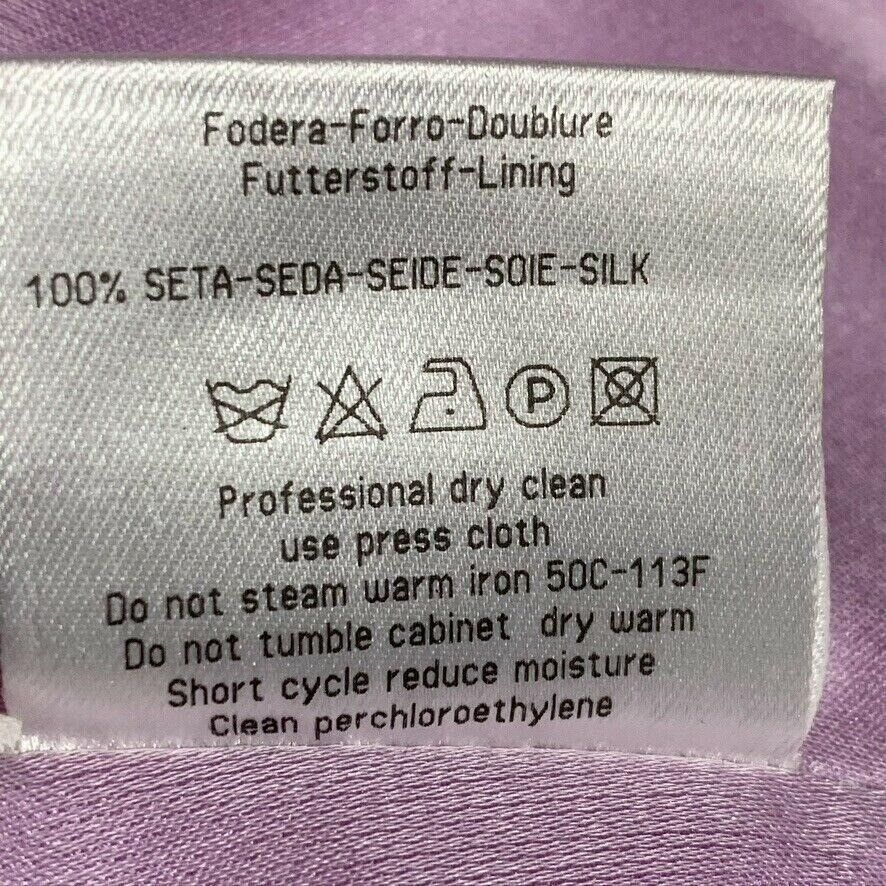 Fodera-Forro-Doublure
Futterstoff-Lining
100% SETA-SEDA-SEIDE-SOIE-SILK
P
Professional dry clean
use press cloth
Do not steam warm iron 50C-113F
Do not tumble cabinet dry warm
Short cycle reduce moisture
Clean perchloroethylene